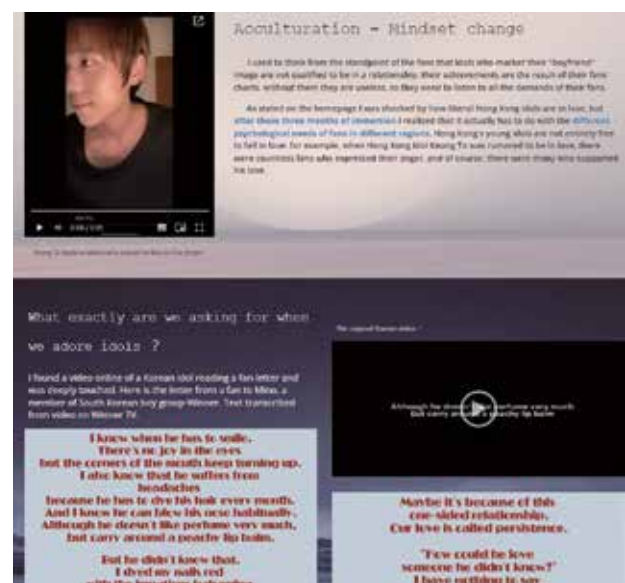 Acculturation - Mindset change
I used to think from the standpoint of the fans that idols who market their "boyfriend"
image are not qualified to be in a relationship, their achievements are the result of their fans
charts, without them they are useless, so they need to listen to all the demands of their fans.
As stated on the homepage I was shocked by how liberal Hong Kong idols are in love, but
after these three months of immersion I realized that it actually has to do with the different
psychological needs of fans in different regions. Hong Kong's young idols are not entirely free
to fall in love. For example, when Hong Kong idol Keung To was rumored to be in love, there
were countless fans who expressed their anger, and of course, there were many who supported
his love.
What exactly are we asking for when
we adore idols ?
I found a video online of a Korean idol reading a fan letter and
was deeply touched. Here is the letter from a fan to Mino, a
member of South Korean boy group Winner. Text transcribed
from video on Winner TV.
I know when he has to smile,
There's no joy in the eyes
but the corners of the mouth keep turning up.
I also know that he suffers from
headaches
because he has to dye his hair every month.
And I know he can blow his nose habitually,
Although he doesn't like perfume very much,
but carry around a peachy lip balm.
But he didn't know that,
I dyed my nails red
The original Korean video
Although he doesn't like perfume very much
but carry around a peachy lip balm
Maybe it's because of this
one-sided relationship,
Our love is called persistence.
"How could he love
someone he didn't know?"
I have nothing to say